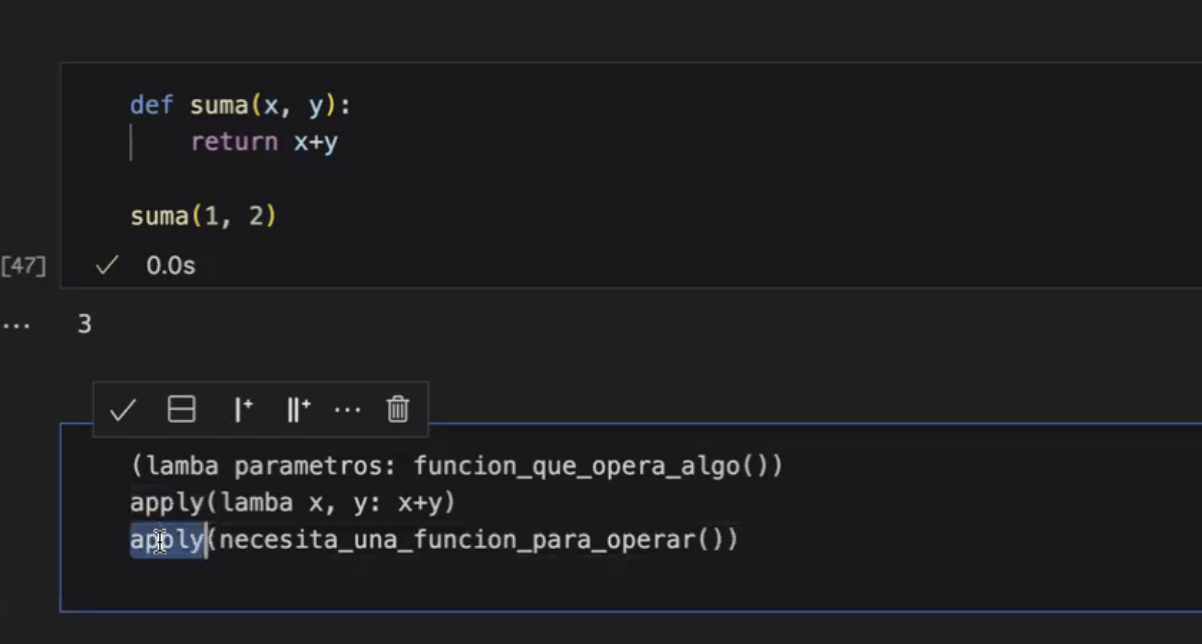 def suma(x, y):
return x+y
suma(1, 2)
[47]
0.0s
... 3
(lamba parametros: funcion_que_opera_algo())
apply(lamba x, y: x+y)
apply(necesita_una_funcion_para_operar())